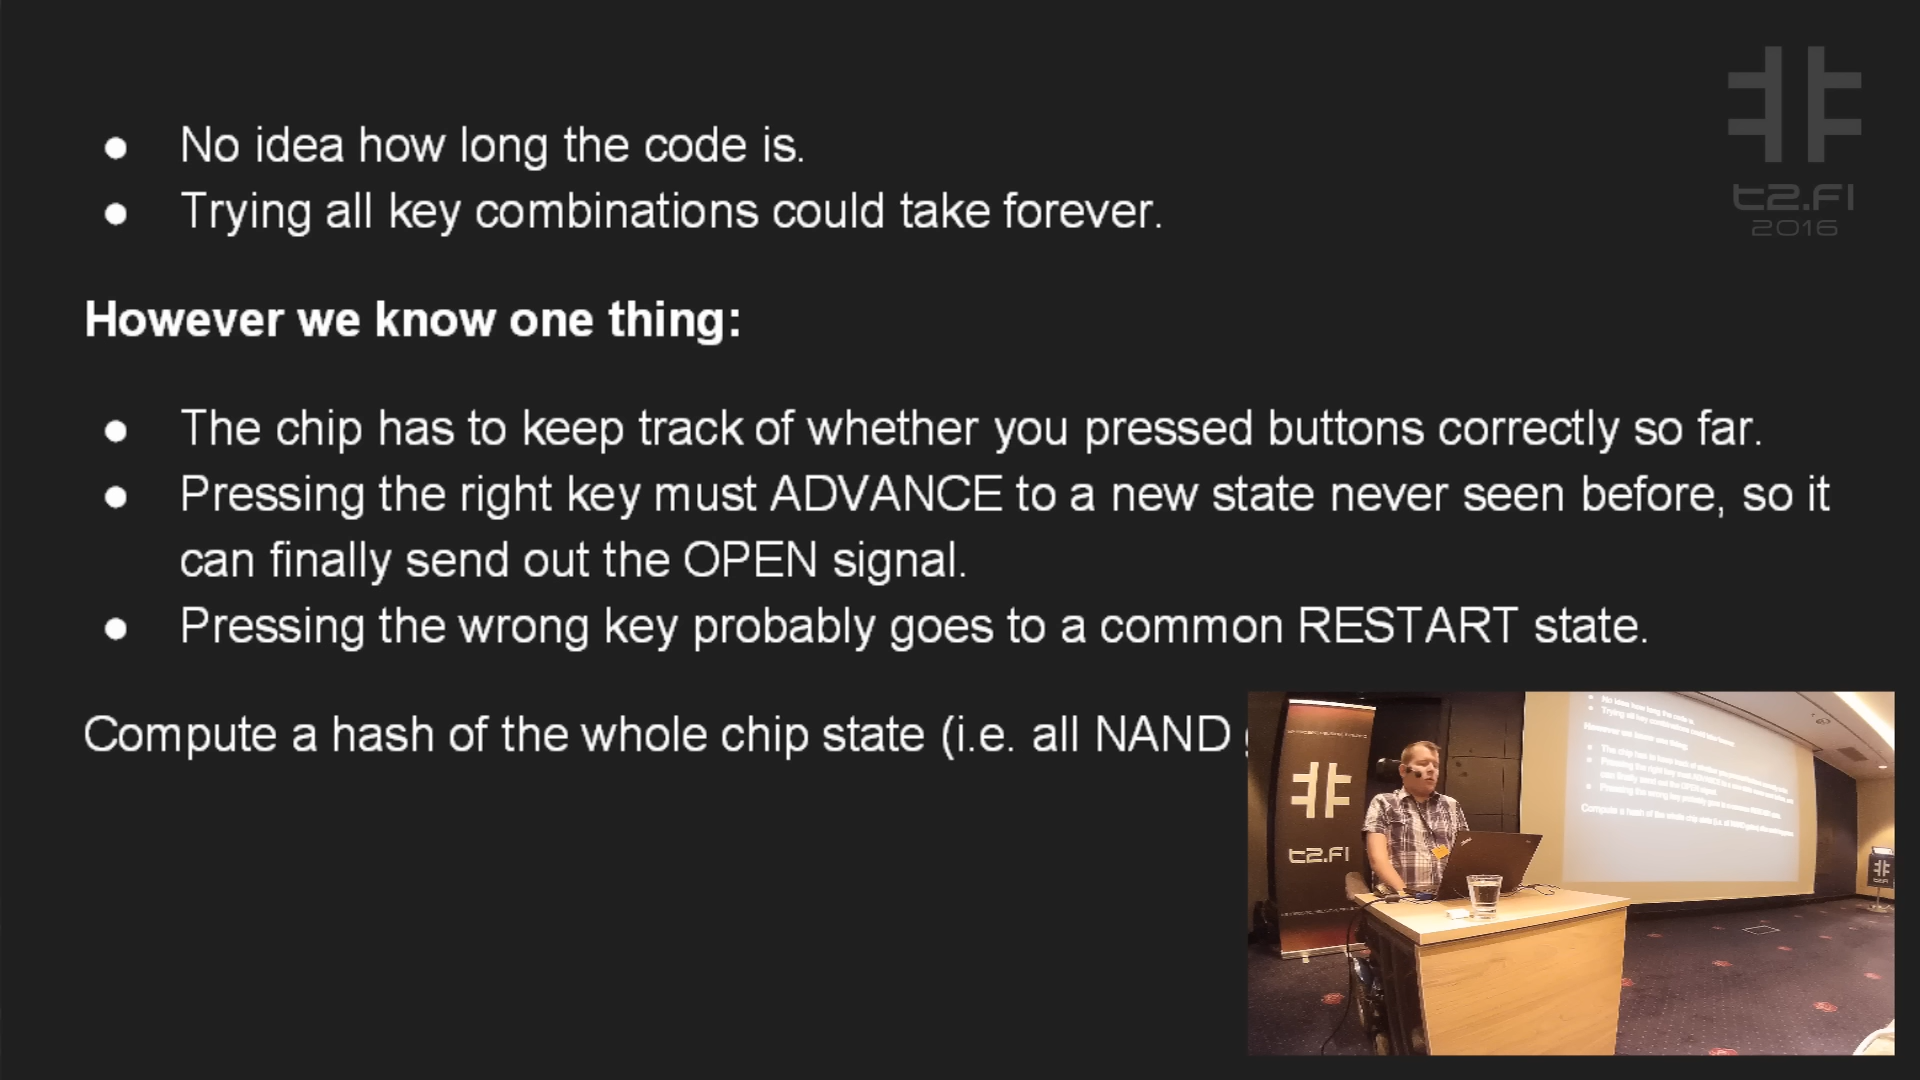 No idea how long the code is.
Trying all key combinations could take forever.
However we know one thing:
The chip has to keep track of whether you pressed buttons correctly so far.
Pressing the right key must ADVANCE to a new state never seen before, so it
can finally send out the OPEN signal.
Pressing the wrong key probably goes to a common RESTART state.
Compute a hash of the whole chip state (i.e. all NAND
t2.fi
2016
t2.fi